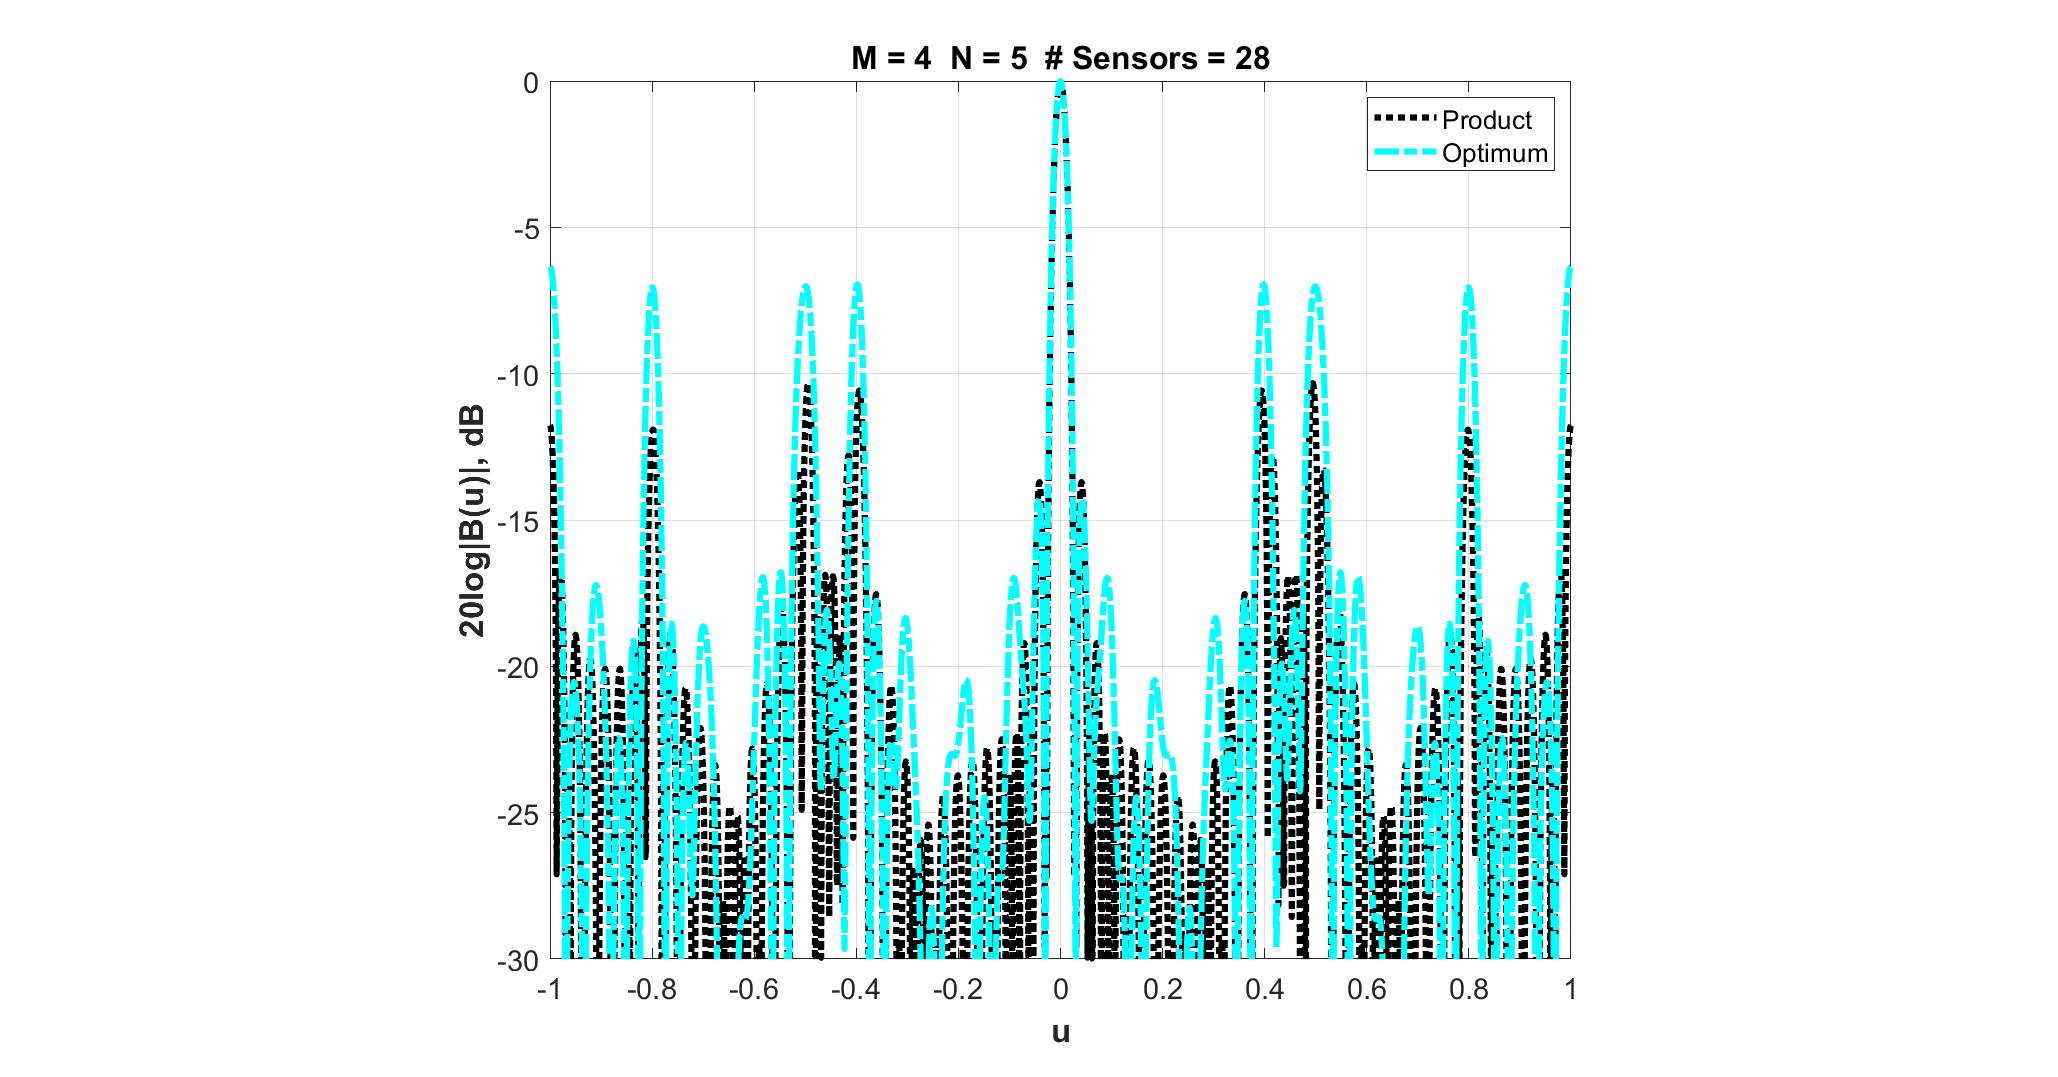 M = 4 N = 5 # Sensors = 28
Product
Optimum
20log|B(u)|, dB
0
-5
-10
-15
-20
-25
-30
-1 -0.8 -0.6 -0.4 -0.2 0 0.2 0.4 0.6 0.8 1
u